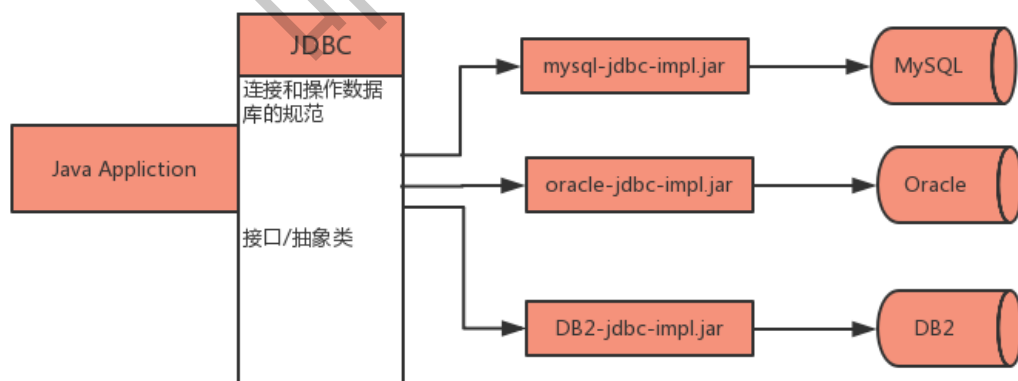 JDBC
连接和操作数据
库的规范
接口/抽象类
Java Appliction
mysql-jdbc-impl.jar
MySQL
oracle-jdbc-impl.jar
Oracle
DB2-jdbc-impl.jar
DB2